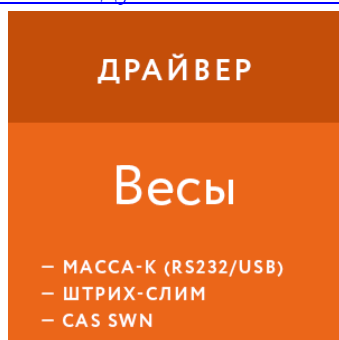 ДРАЙВЕР
Весы
– МАССА-К (RS232/USB)
– ШТРИХ-СЛИМ
– CAS SWN